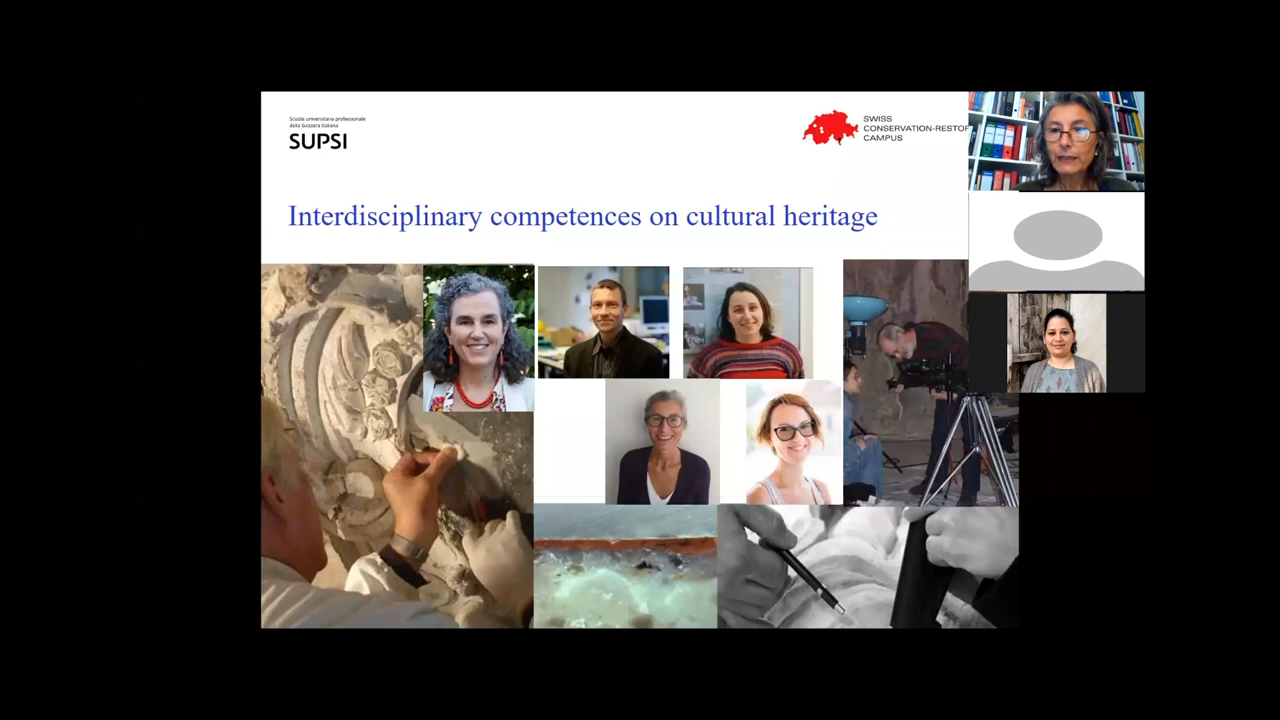 Scuola universitaria professionale
della Svizzera italiana
SUPSI
SWISS
CONSERVATION-RESTOR
CAMPUS
Interdisciplinary competences on cultural heritage